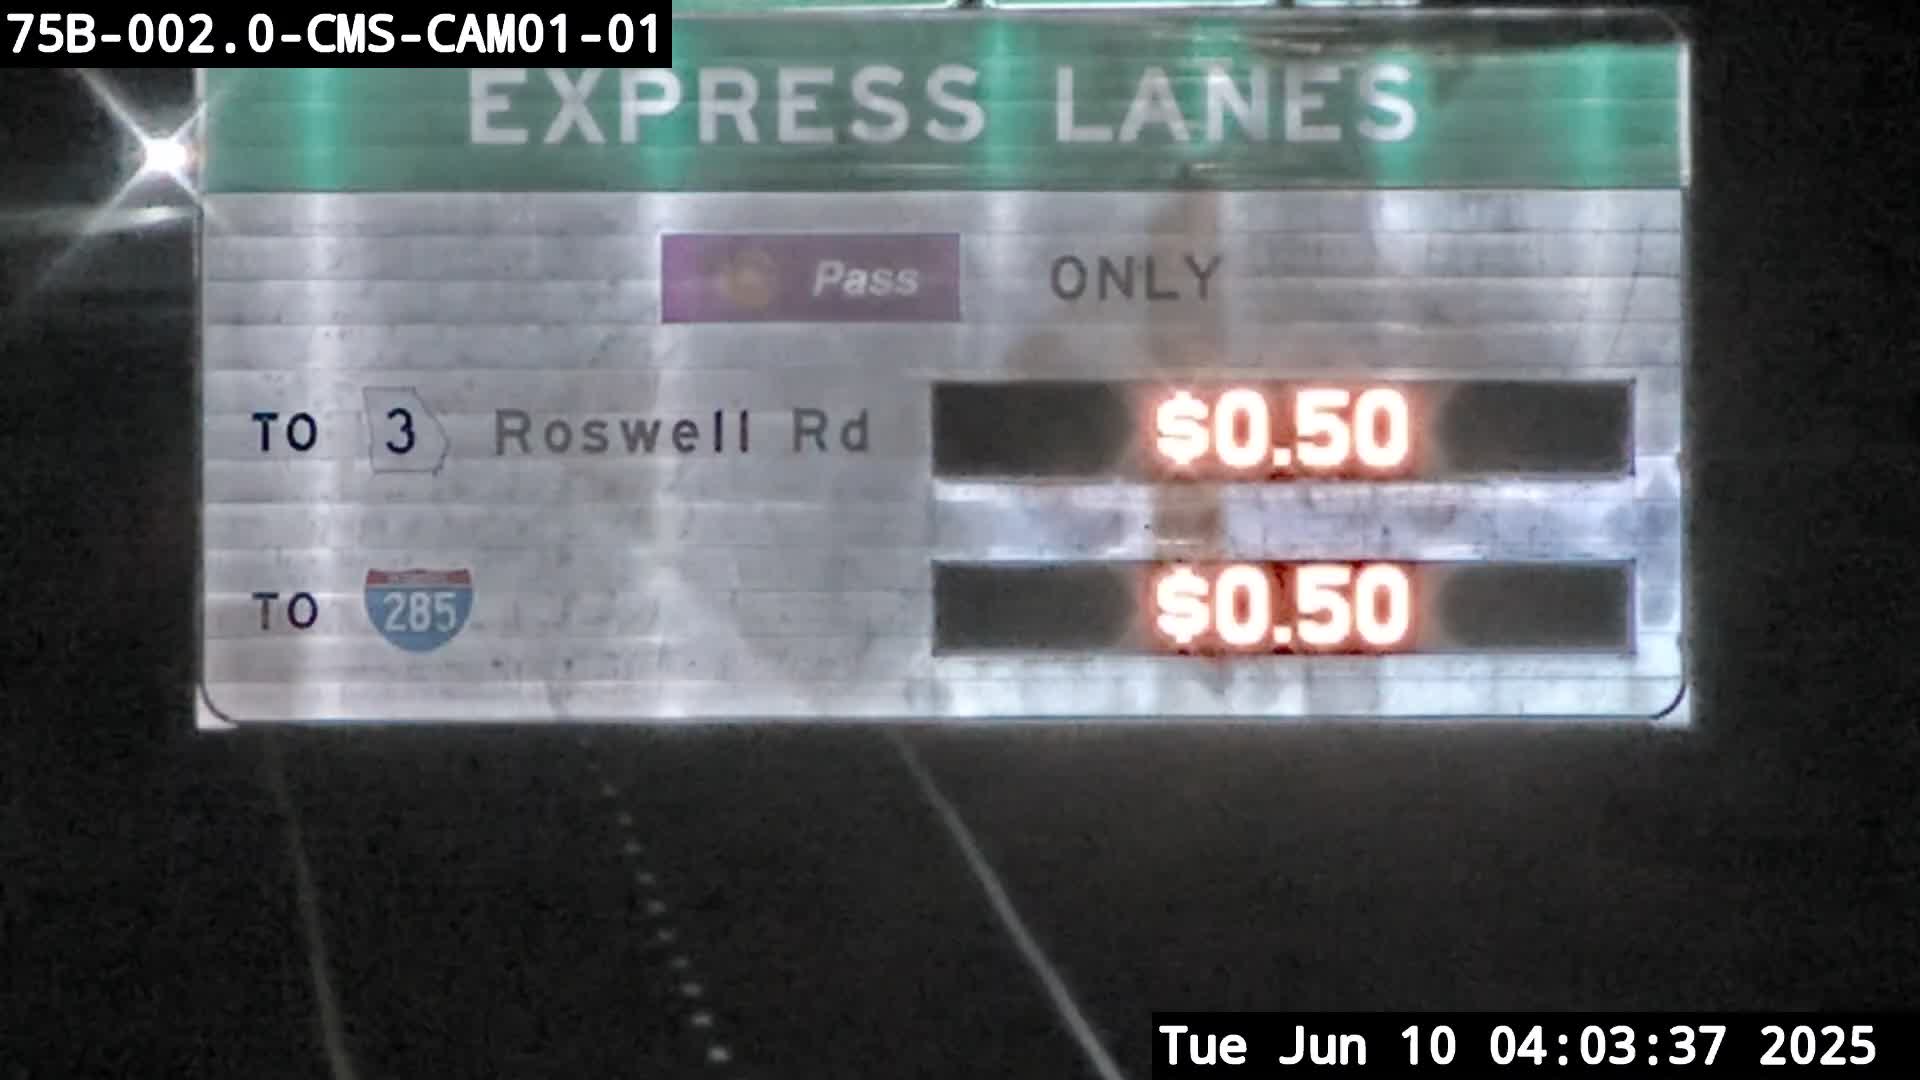 75B-002.0-CMS-CAM01-01
EXPRESS LANES
Pass ONLY
TO 3 Roswell Rd $0.50
TO 285 $0.50
Tue Jun 10 04:03:37 2025